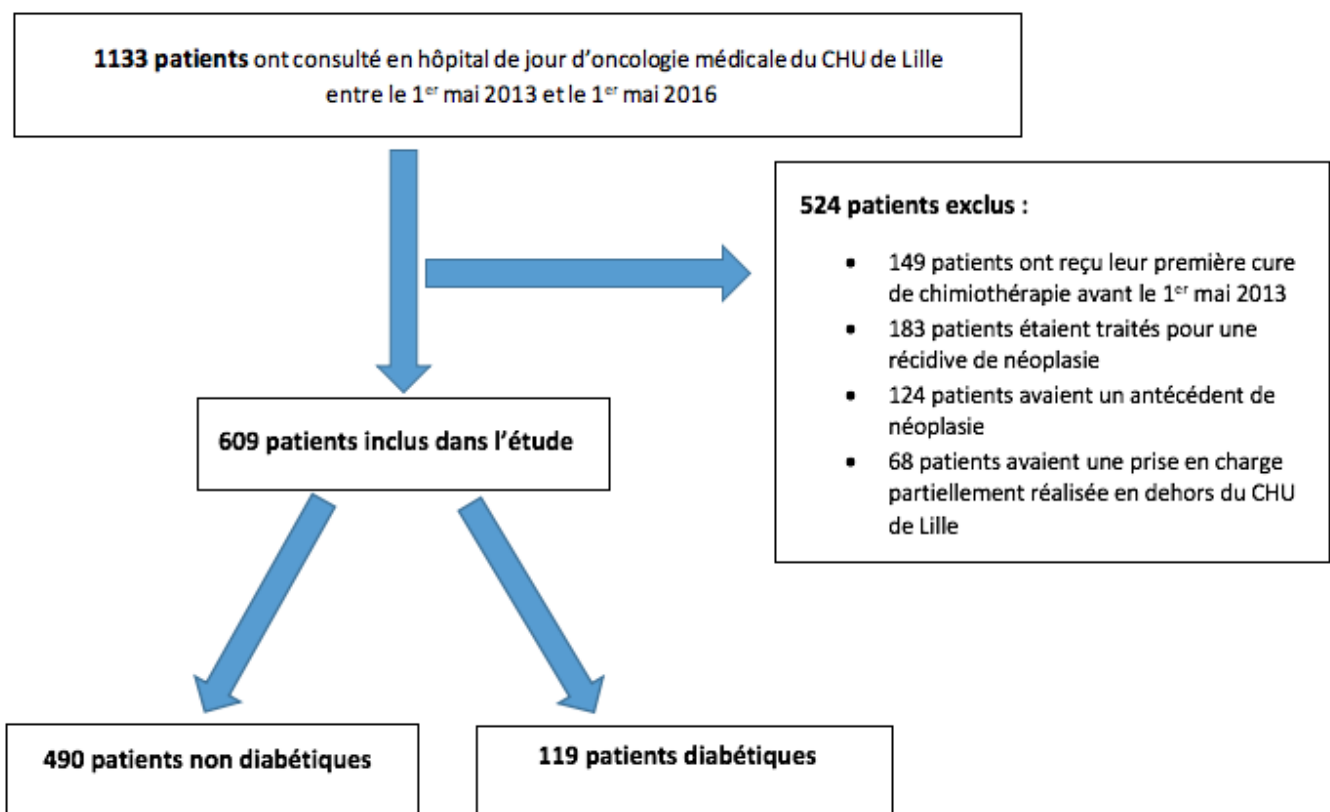 1133 patients ont consulté en hôpital de jour d’oncologie médicale du CHU de Lille
entre le 1er mai 2013 et le 1er mai 2016
524 patients exclus :
• 149 patients ont reçu leur première cure
de chimiothérapie avant le 1er mai 2013
• 183 patients étaient traités pour une
récidive de néoplasie
• 124 patients avaient un antécédent de
néoplasie
• 68 patients avaient une prise en charge
partiellement réalisée en dehors du CHU
de Lille
609 patients inclus dans l’étude
490 patients non diabétiques
119 patients diabétiques